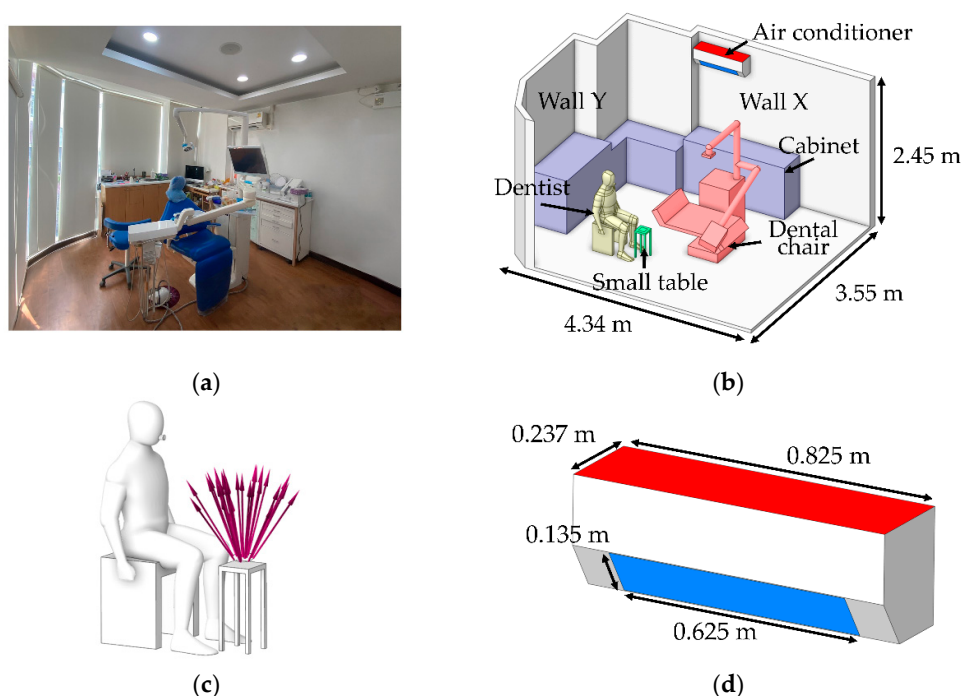 Air conditioner
Wall Y
Wall X
Cabinet
2.45 m
Dentist
Dental
chair
Small table
3.55 m
4.34 m
(a)
(b)
0.237 m
0.825 m
0.135 m
0.625 m
(c)
(d)